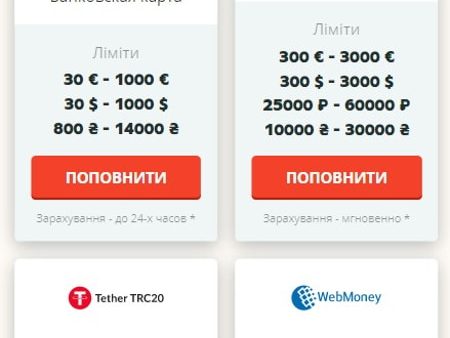 Банковская карта
Ліміти
30 € - 1000 €
30 $ - 1000 $
800 ₴ - 14000 ₴
ПОПОВНИТИ
Зарахування - до 24-х часов *
Ліміти
300 € - 3000 €
300 $ - 3000 $
25000 ₽ - 60000 ₽
10000 ₴ - 30000 ₴
ПОПОВНИТИ
Зарахування - мгновенно *
Tether TRC20
WebMoney